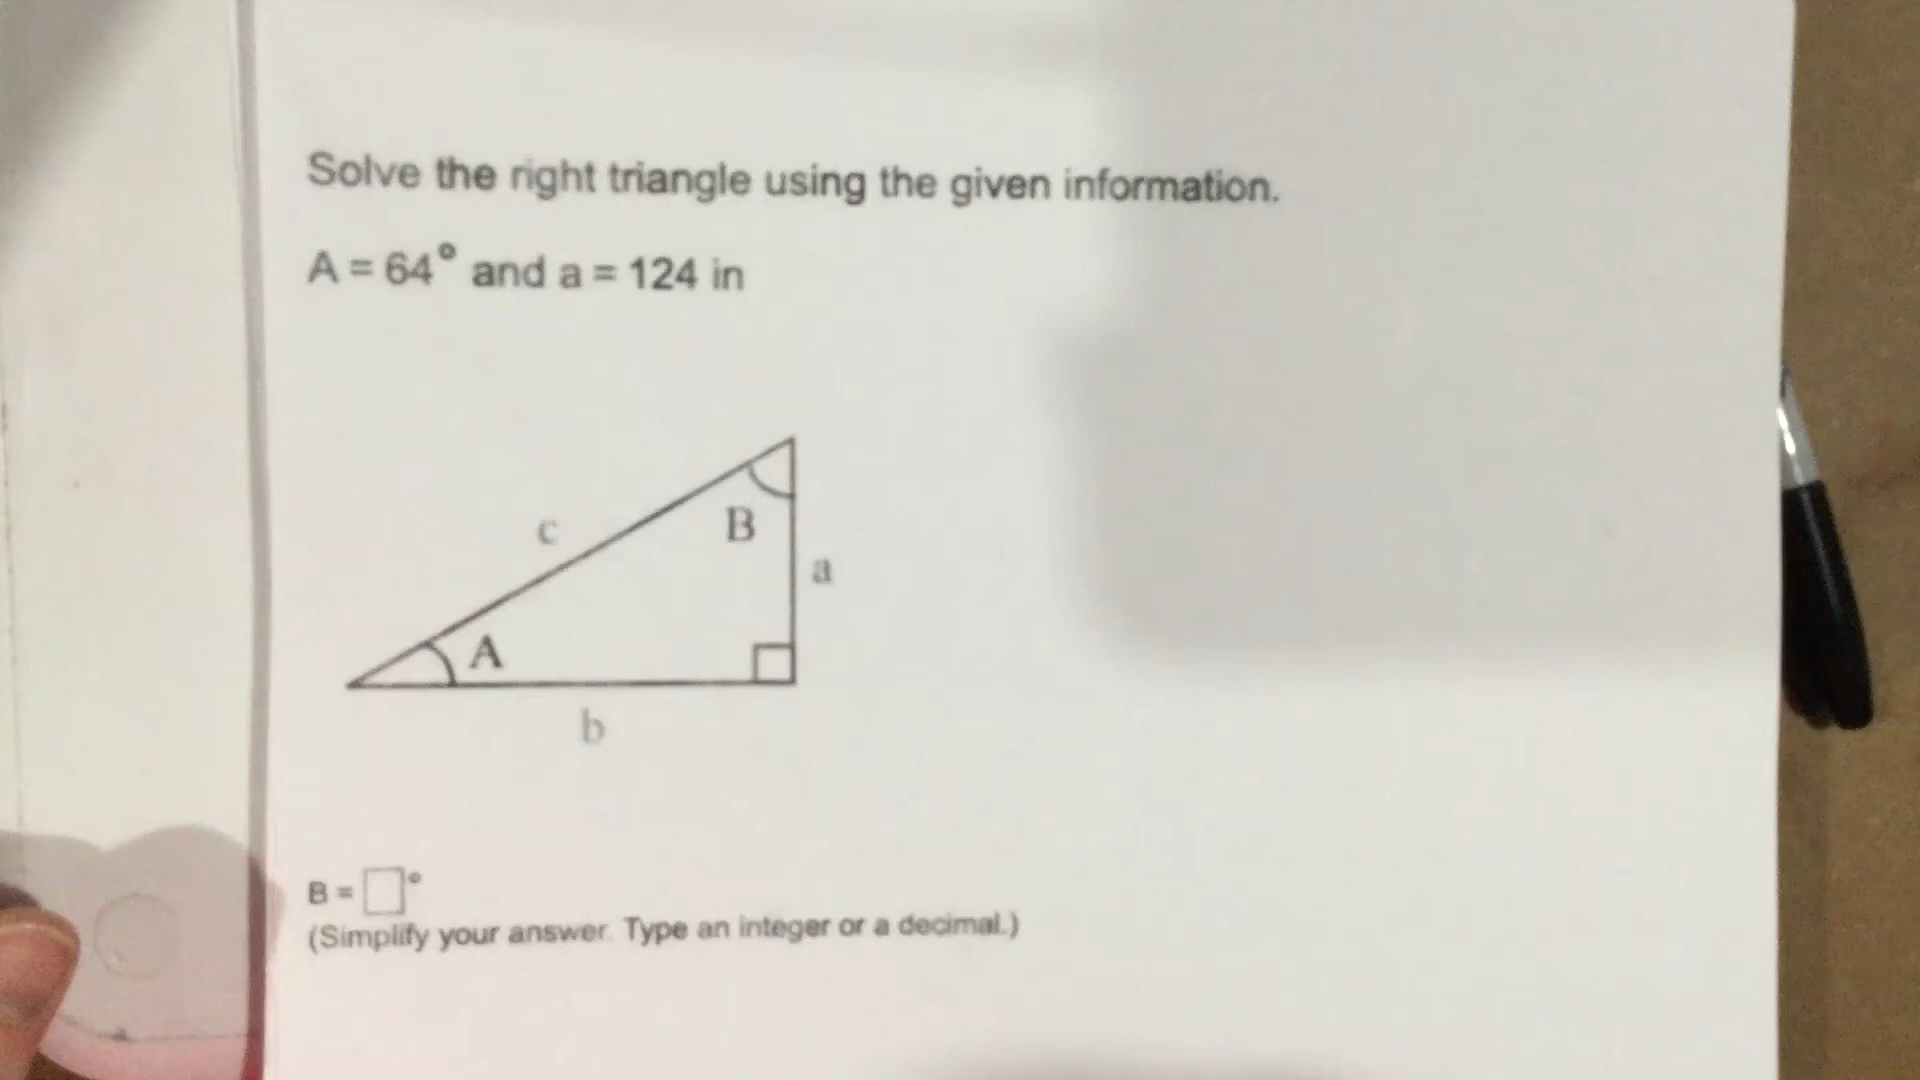 Solve the right triangle using the given information.
A = 64° and a = 124 in
c
B
a
A
b
B = °
(Simplify your answer. Type an integer or a decimal.)